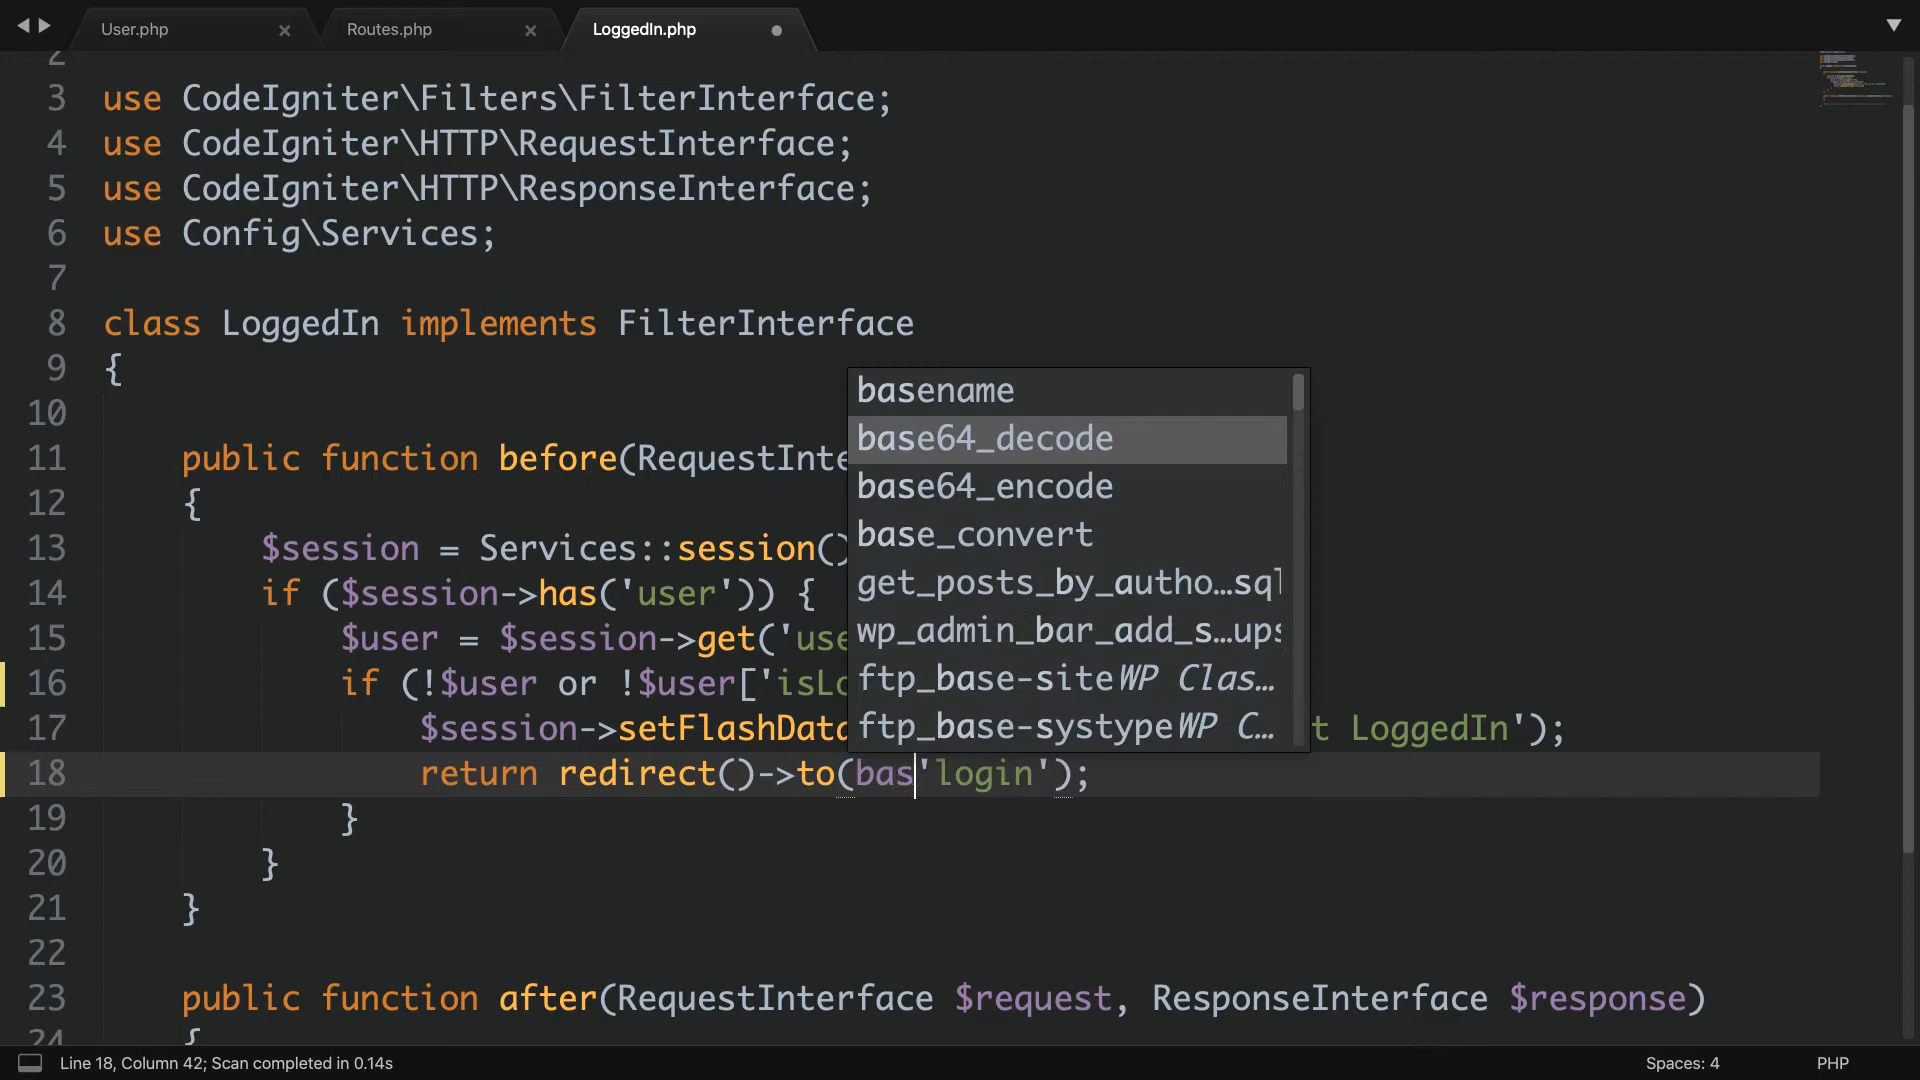 User.php × Routes.php × LoggedIn.php
2
3 use CodeIgniter\Filters\FilterInterface;
4 use CodeIgniter\HTTP\RequestInterface;
5 use CodeIgniter\HTTP\ResponseInterface;
6 use Config\Services;
7
8 class LoggedIn implements FilterInterface
9 {
10
11 public function before(RequestInte
12 {
13 $session = Services::session()
14 if ($session->has('user')) {
15 $user = $session->get('use
16 if (!$user or !$user['isLo
17 $session->setFlashData t LoggedIn');
18 return redirect()->to(bas'login');
19 }
20 }
21 }
22
23 public function after(RequestInterface $request, ResponseInterface $response)
24 {
basename
base64_decode
base64_encode
base_convert
get_posts_by_autho…sql
wp_admin_bar_add_s…ups
ftp_base-site WP Clas…
ftp_base-systype WP C…
Line 18, Column 42; Scan completed in 0.14s Spaces: 4 PHP